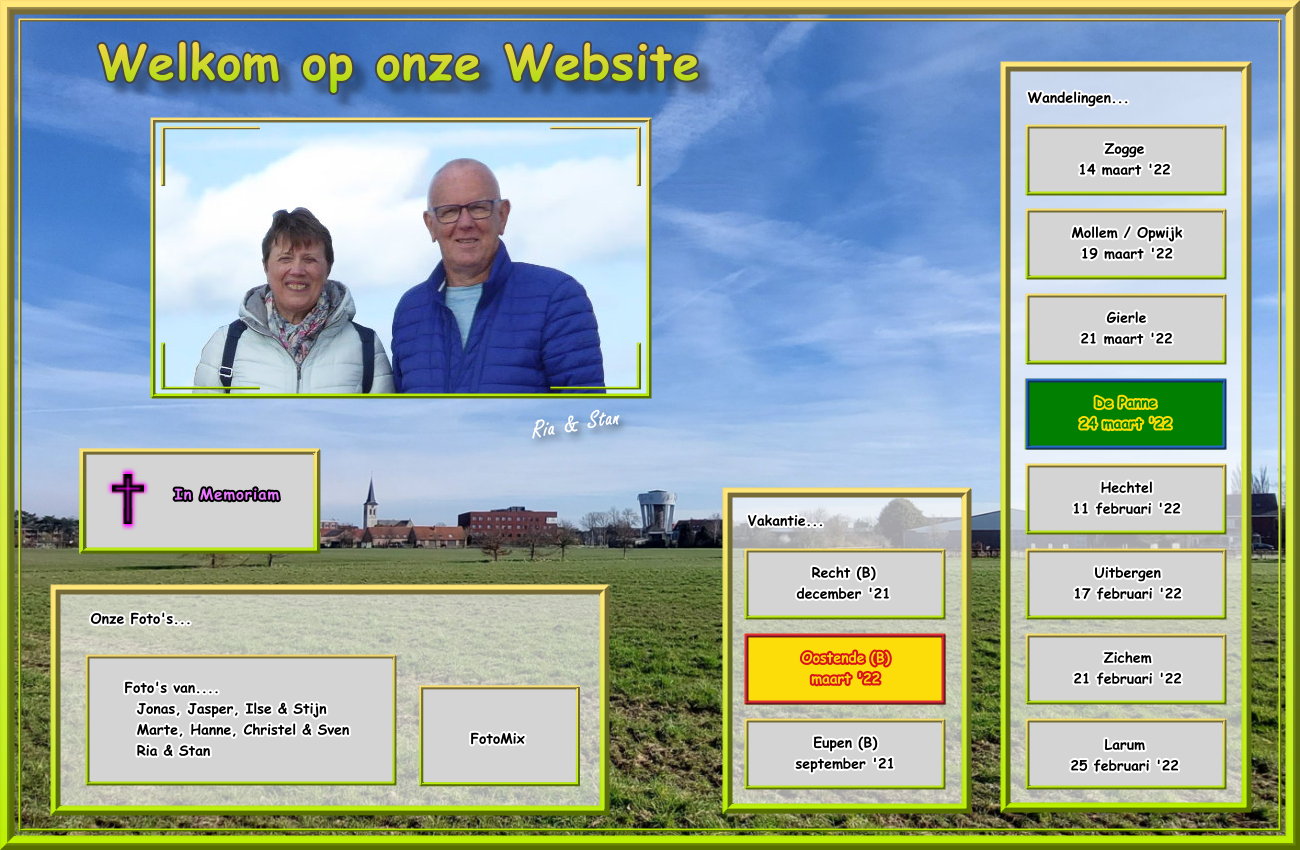 Welkom op onze Website
Ria & Stan
In Memoriam
Onze Foto's...
Foto's van....
Jonas, Jasper, Ilse & Stijn
Marte, Hanne, Christel & Sven
Ria & Stan
FotoMix
Vakantie...
Recht (B)
december '21
Oostende (B)
maart '22
Eupen (B)
september '21
Wandelingen...
Zogge
14 maart '22
Mollem / Opwijk
19 maart '22
Gierle
21 maart '22
De Panne
24 maart '22
Hechtel
11 februari '22
Uitbergen
17 februari '22
Zichem
21 februari '22
Larum
25 februari '22